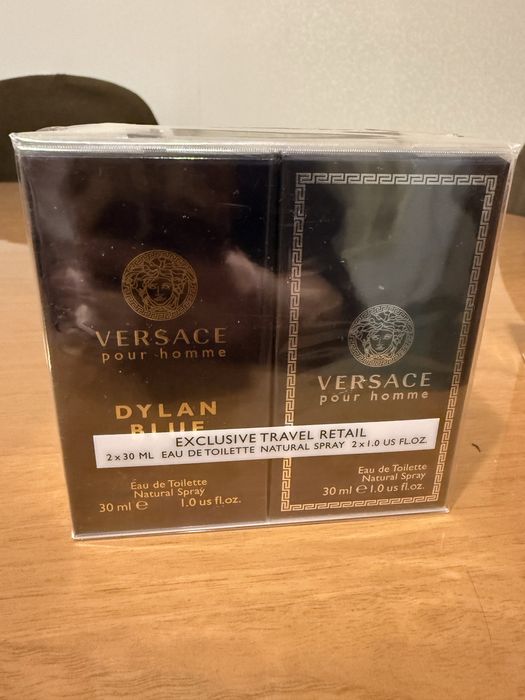 VERSACE
pour homme
DYLAN
BLUE
Eau de Toilette
Natural Spray
30 ml e 1.0 us fl.oz.
VERSACE
pour homme
Eau de Toilette
Natural Spray
30 ml e 1.0 us fl.oz.
EXCLUSIVE TRAVEL RETAIL
2 x 30 ML EAU DE TOILETTE NATURAL SPRAY 2 x 1.0 US FL.OZ.